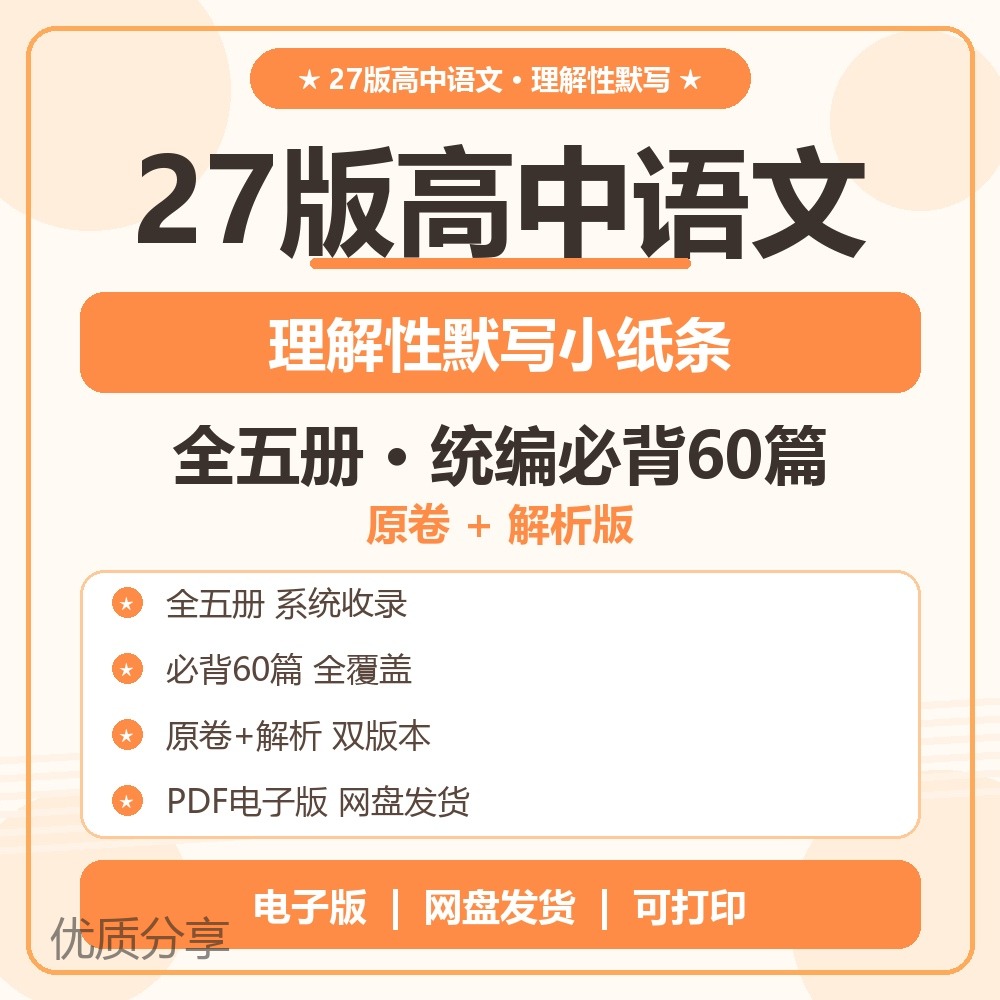 ★ 27版高中语文·理解性默写 ★
27版高中语文
理解性默写小纸条
全五册·统编必背60篇
原卷 + 解析版
★ 全五册 系统收录
★ 必背60篇 全覆盖
★ 原卷+解析 双版本
★ PDF电子版 网盘发货
电子版 | 网盘发货 | 可打印
优质分享